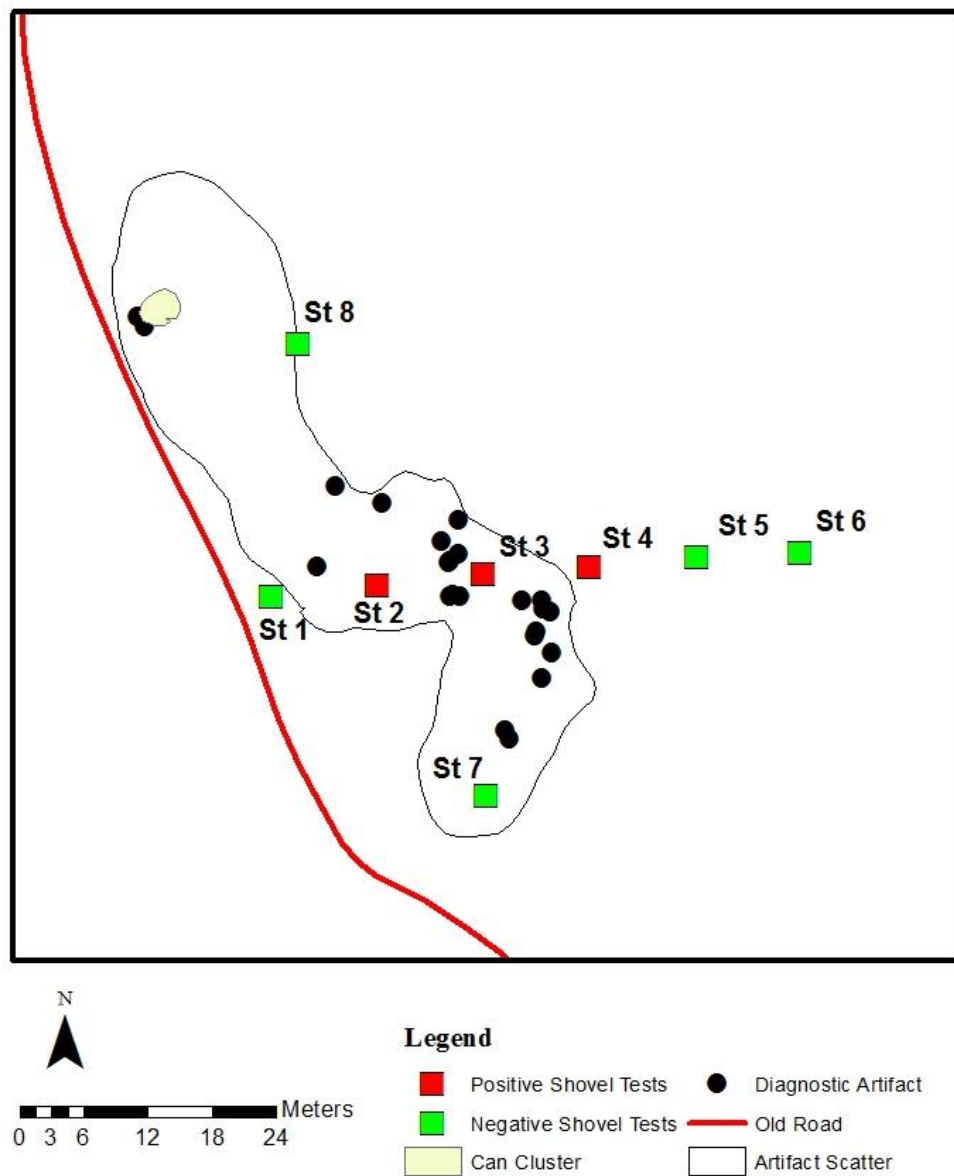 St 8
St 3
St 4
St 5
St 6
St 2
St 1
St 7
N
Meters
0 3 6 12 18 24
Legend
Positive Shovel Tests
Diagnostic Artifact
Negative Shovel Tests
Old Road
Can Cluster
Artifact Scatter